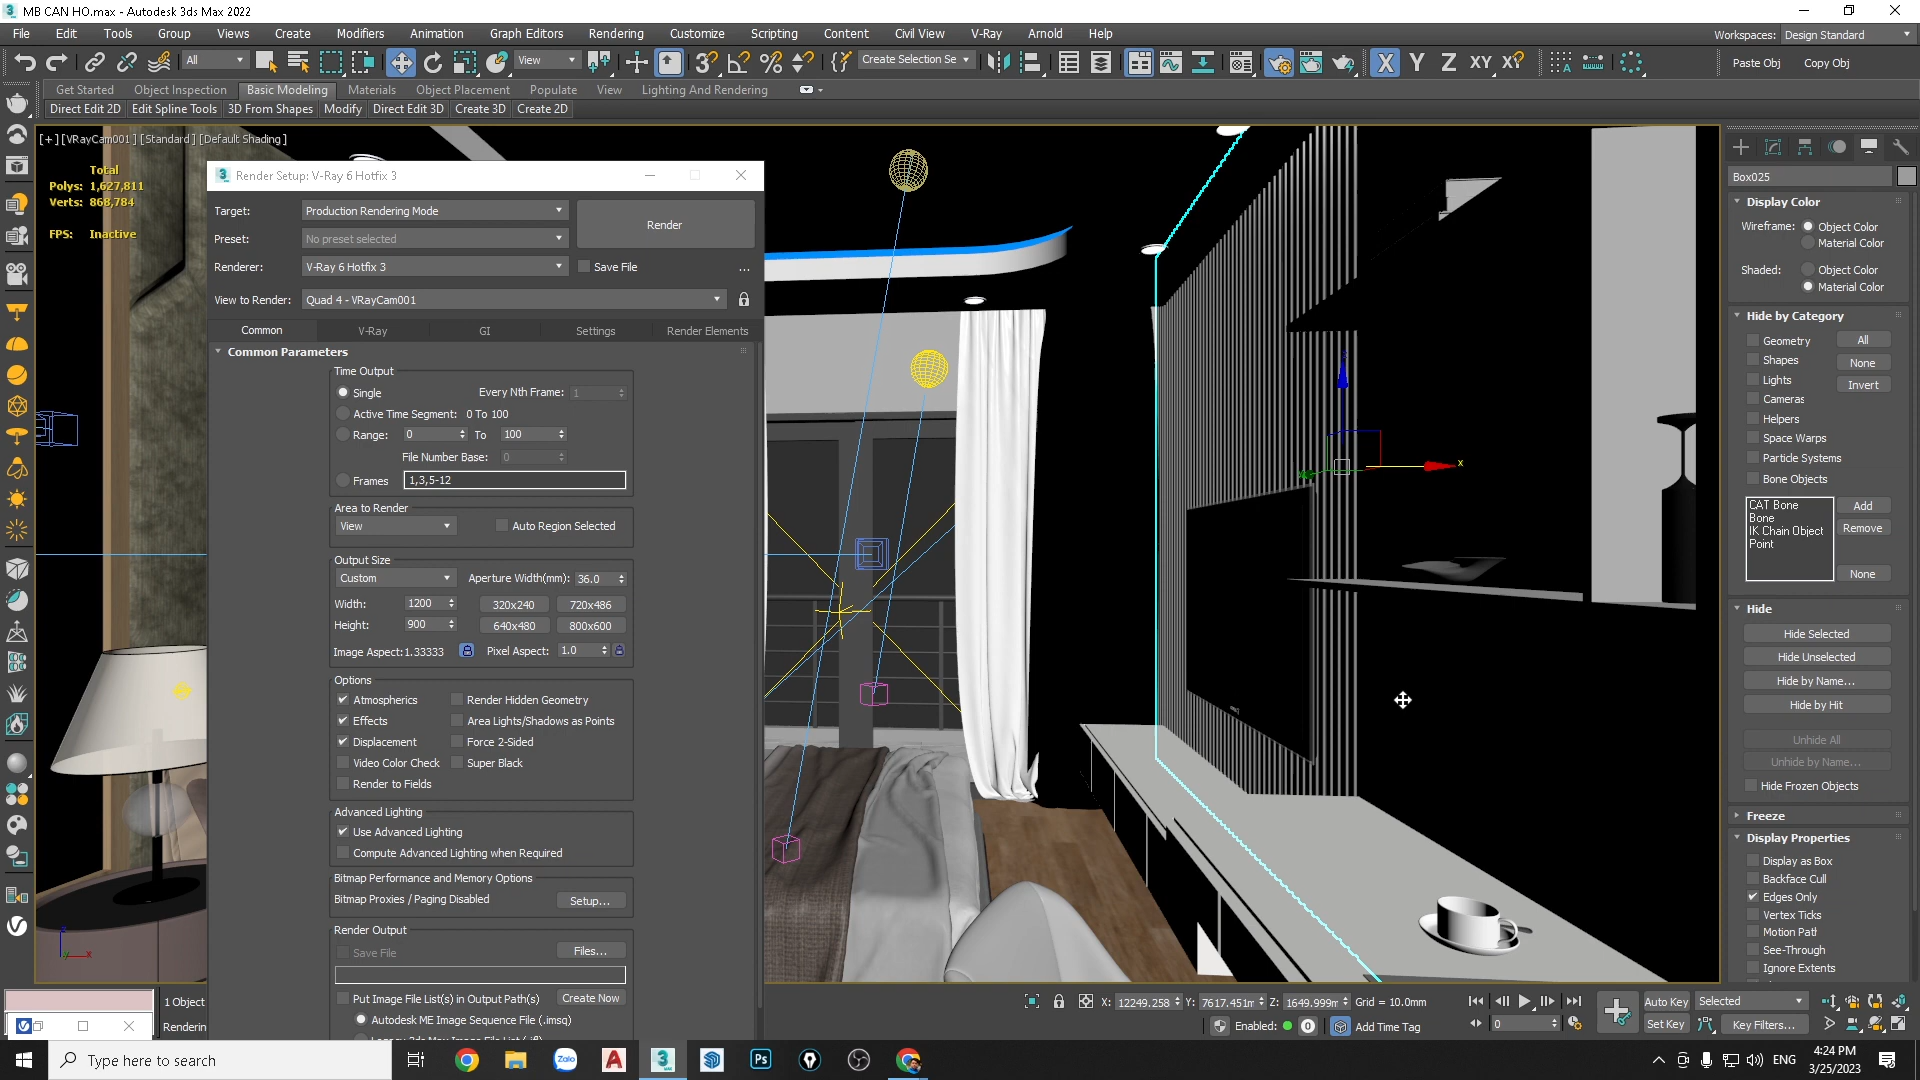 MB CAN HO.max - Autodesk 3ds Max 2022
File Edit Tools Group Views Create Modifiers Animation Graph Editors Rendering Customize Scripting Content Civil View V-Ray Arnold Help
Workspaces: Design Standard
All View Create Selection Se X Y Z XY Paste Obj Copy Obj
Get Started Object Inspection Basic Modeling Materials Object Placement Populate View Lighting And Rendering
Direct Edit 2D Edit Spline Tools 3D From Shapes Modify Direct Edit 3D Create 3D Create 2D
[+] [VRayCam001] [Standard] [Default Shading]
Total
Polys: 1,627,811
Verts: 868,784
FPS: Inactive
Render Setup: V-Ray 6 Hotfix 3
Target: Production Rendering Mode
Render
Preset: No preset selected
Renderer: V-Ray 6 Hotfix 3
Save File ...
View to Render: Quad 4 - VRayCam001
Common V-Ray GI Settings Render Elements
Common Parameters
Time Output
Single Every Nth Frame: 1
Active Time Segment: 0 To 100
Range: 0 To 100
File Number Base: 0
Frames 1,3,5-12
Area to Render
View Auto Region Selected
Output Size
Custom Aperture Width(mm): 36.0
Width: 1200 320x240 720x486
Height: 900 640x480 800x600
Image Aspect: 1.33333 Pixel Aspect: 1.0
Options
Atmospherics Render Hidden Geometry
Effects Area Lights/Shadows as Points
Displacement Force 2-Sided
Video Color Check Super Black
Render to Fields
Advanced Lighting
Use Advanced Lighting
Compute Advanced Lighting when Required
Bitmap Performance and Memory Options
Bitmap Proxies / Paging Disabled Setup...
Render Output
Save File Files...
Put Image File List(s) in Output Path(s) Create Now
Autodesk ME Image Sequence File (.imsq)
x
x
Box025
Display Color
Wireframe: Object Color
Material Color
Shaded: Object Color
Material Color
Hide by Category
Geometry All
Shapes None
Lights Invert
Cameras
Helpers
Space Warps
Particle Systems
Bone Objects
CAT Bone Add
Bone Remove
IK Chain Object
Point
None
Hide
Hide Selected
Hide Unselected
Hide by Name...
Hide by Hit
Unhide All
Unhide by Name...
Hide Frozen Objects
Freeze
Display Properties
Display as Box
Backface Cull
Edges Only
Vertex Ticks
Motion Path
See-Through
Ignore Extents
1 Object
Renderin
X: 12249.258 Y: 7617.451m Z: 1649.999m Grid = 10.0mm
Enabled: 0 Add Time Tag
0
Auto Key Selected
Set Key Key Filters...
Type here to search
Zalo
Ps
ENG
4:24 PM
3/25/2023